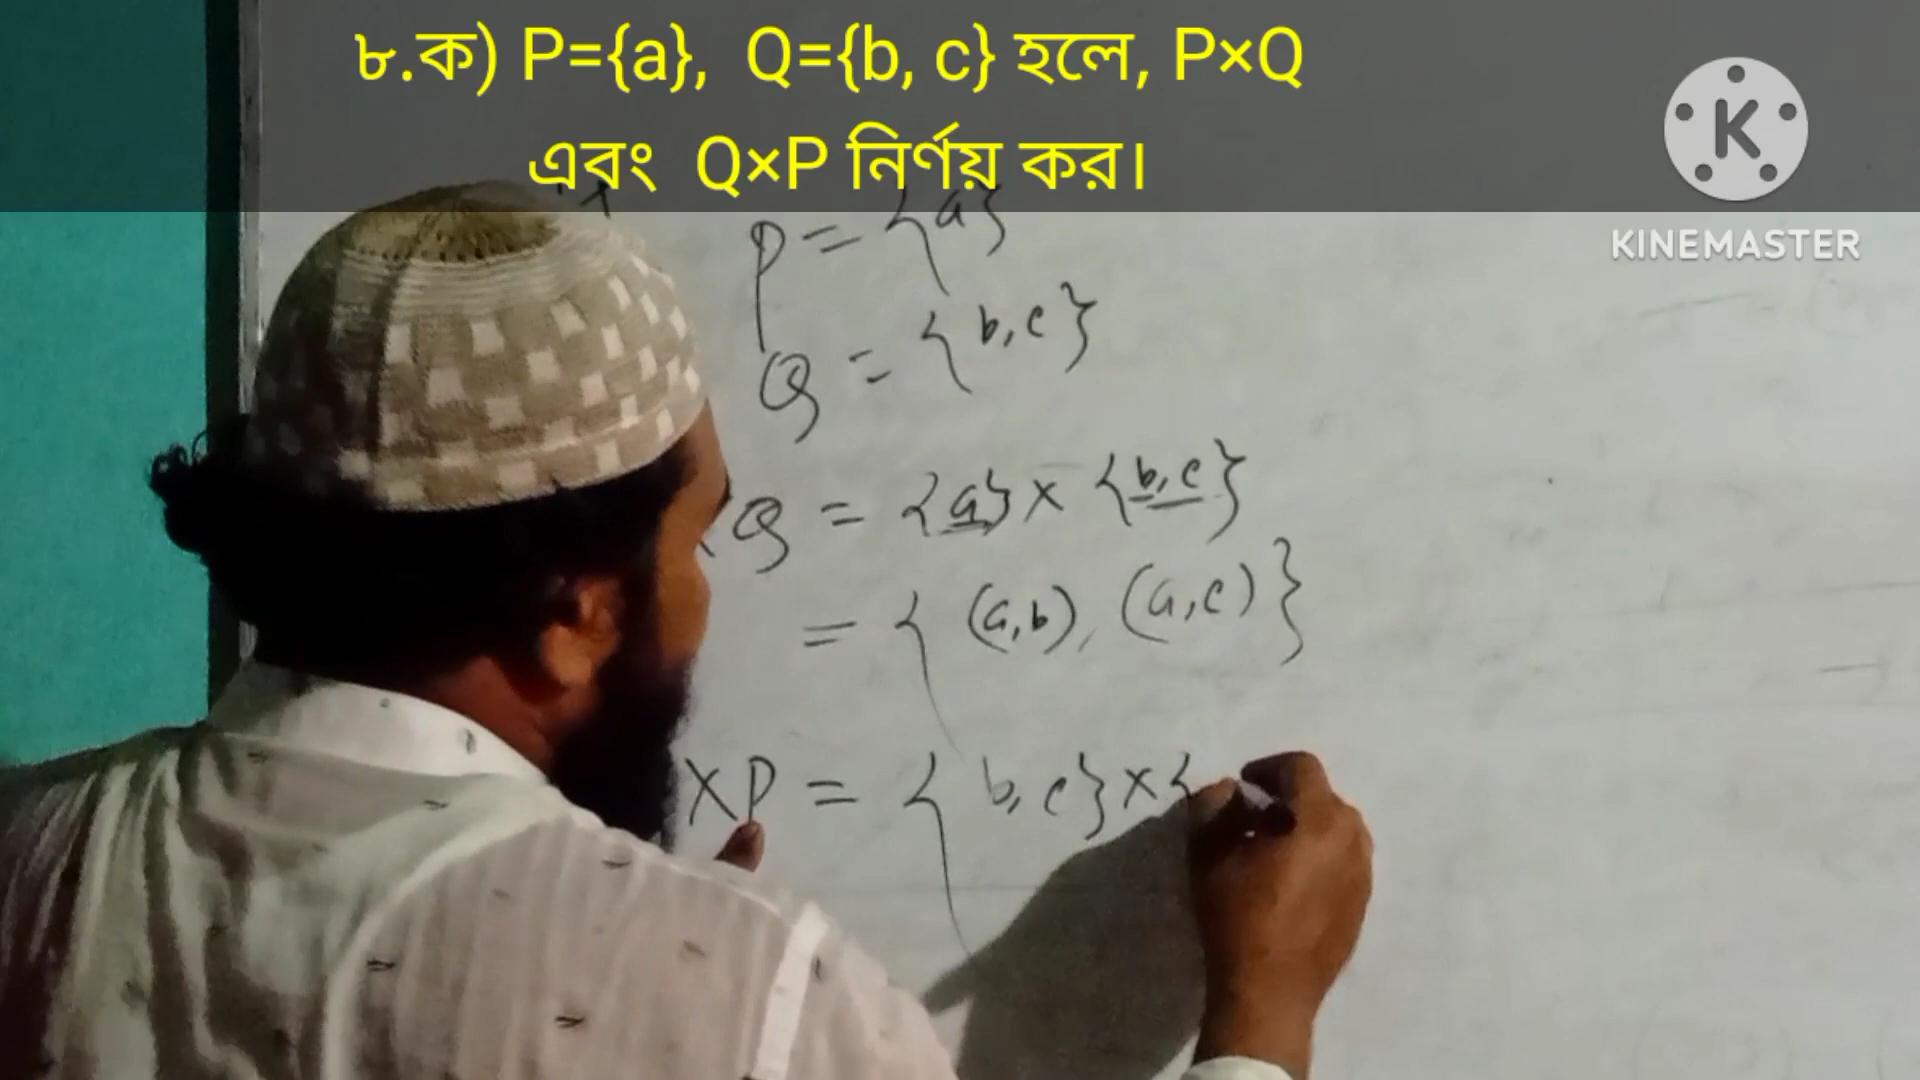 ৮.ক) P={a}, Q={b, c} হলে, P×Q
এবং Q×P নির্ণয় কর।
K
KINEMASTER
P = {a}
Q = {b,c}
Q = {a} × {b,c}
= { (a,b), (a,c) }
×P = { b,c}×{